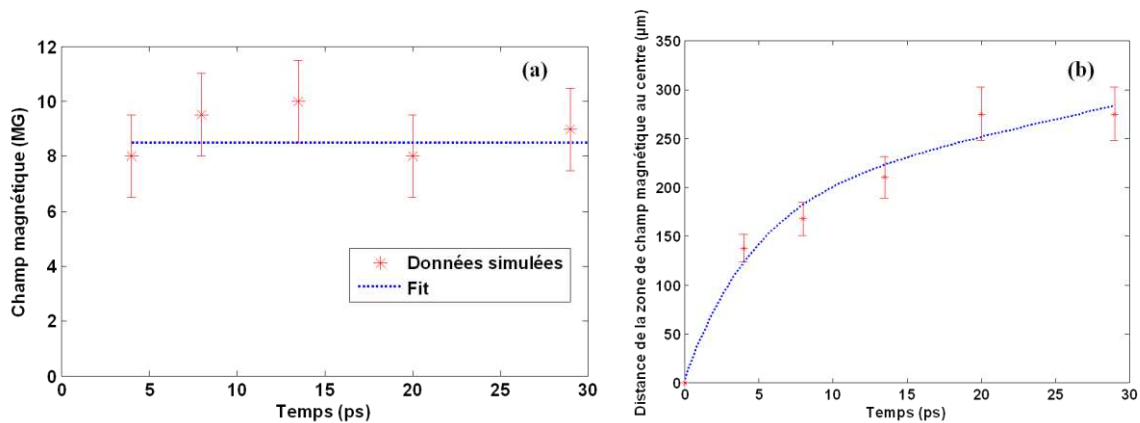 (a)
Champ magnétique (MG)
12
10
8
6
4
2
0
0 5 10 15 20 25 30
Temps (ps)
Données simulées
Fit
(b)
Distance de la zone de champ magnétique au centre (µm)
350
300
250
200
150
100
50
0
0 5 10 15 20 25 30
Temps (ps)